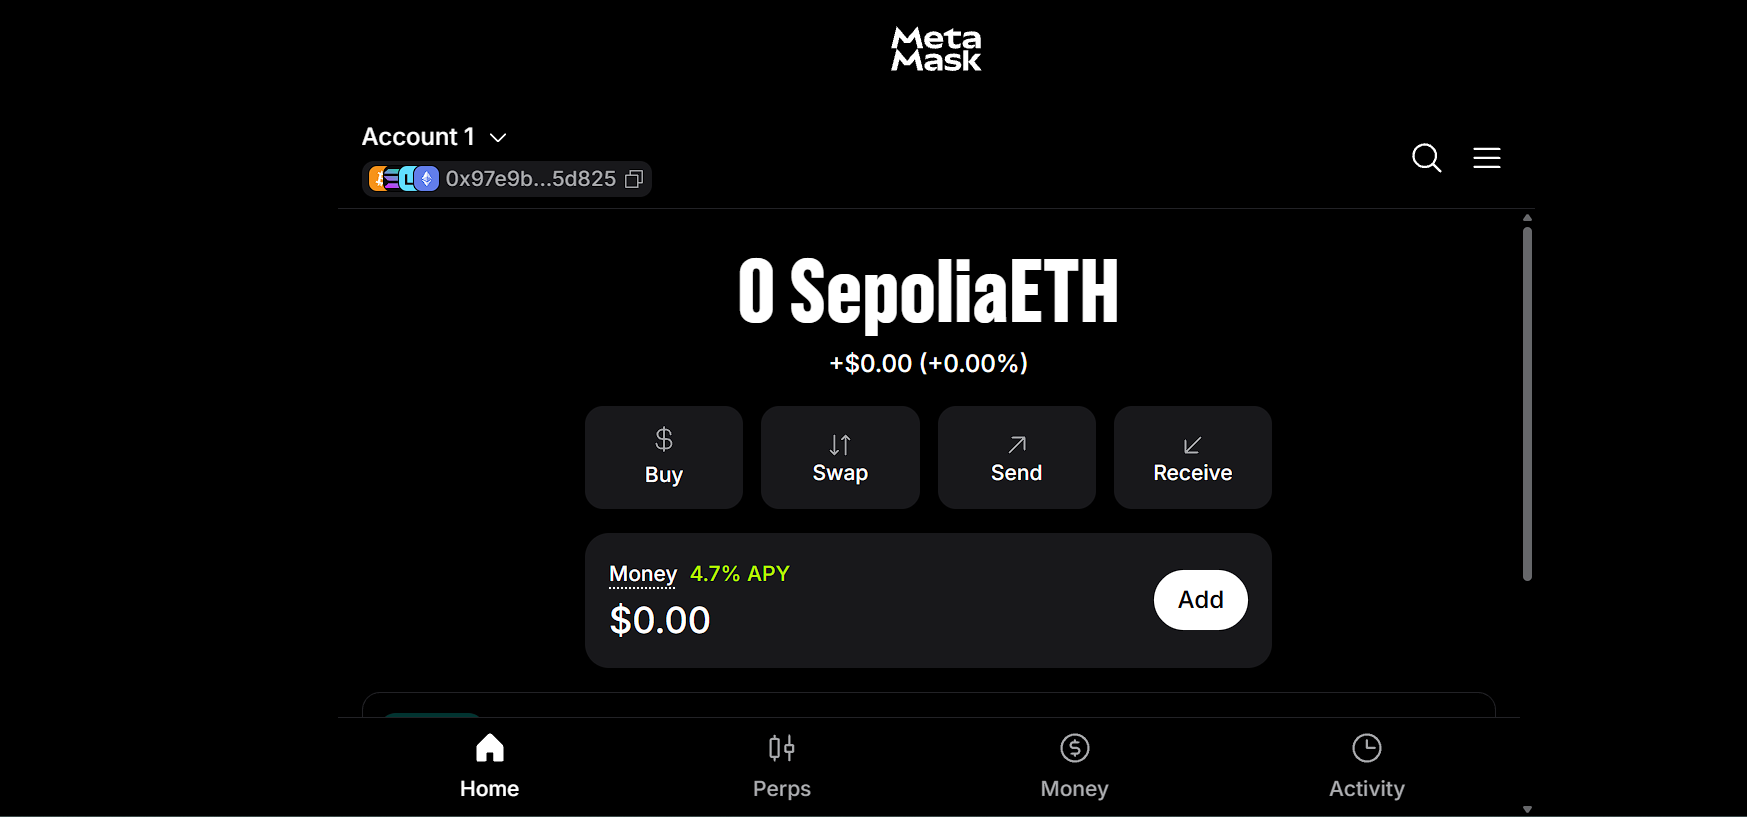 Meta
Mask
Account 1
0x97e9b...5d825
0 SepoliaETH
+$0.00 (+0.00%)
Buy
Swap
Send
Receive
Money 4.7% APY
$0.00
Add
Home
Perps
Money
Activity